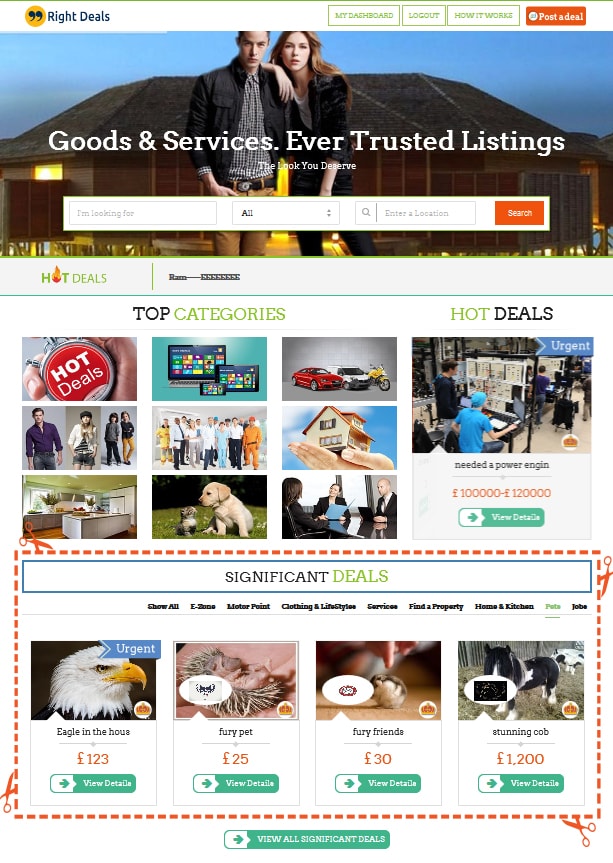 Right Deals
MY DASHBOARD
LOGOUT
HOW IT WORKS
Post a deal
Goods & Services. Ever Trusted Listings
The Look You Deserve
I'm looking for
All
Enter a Location
Search
HOT DEALS
TOP CATEGORIES
HOT DEALS
HOT
Deals
Urgent
needed a power engin
£ 100000-£ 120000
View Details
SIGNIFICANT DEALS
Show All
E-Zone
Motor Point
Clothing & LifeStyles
Services
Find a Property
Home & Kitchen
Pets
Jobs
Urgent
Eagle in the hous
fury pet
fury friends
stunning cob
£ 123
£ 25
£ 30
£ 1,200
View Details
View Details
View Details
View Details
VIEW ALL SIGNIFICANT DEALS